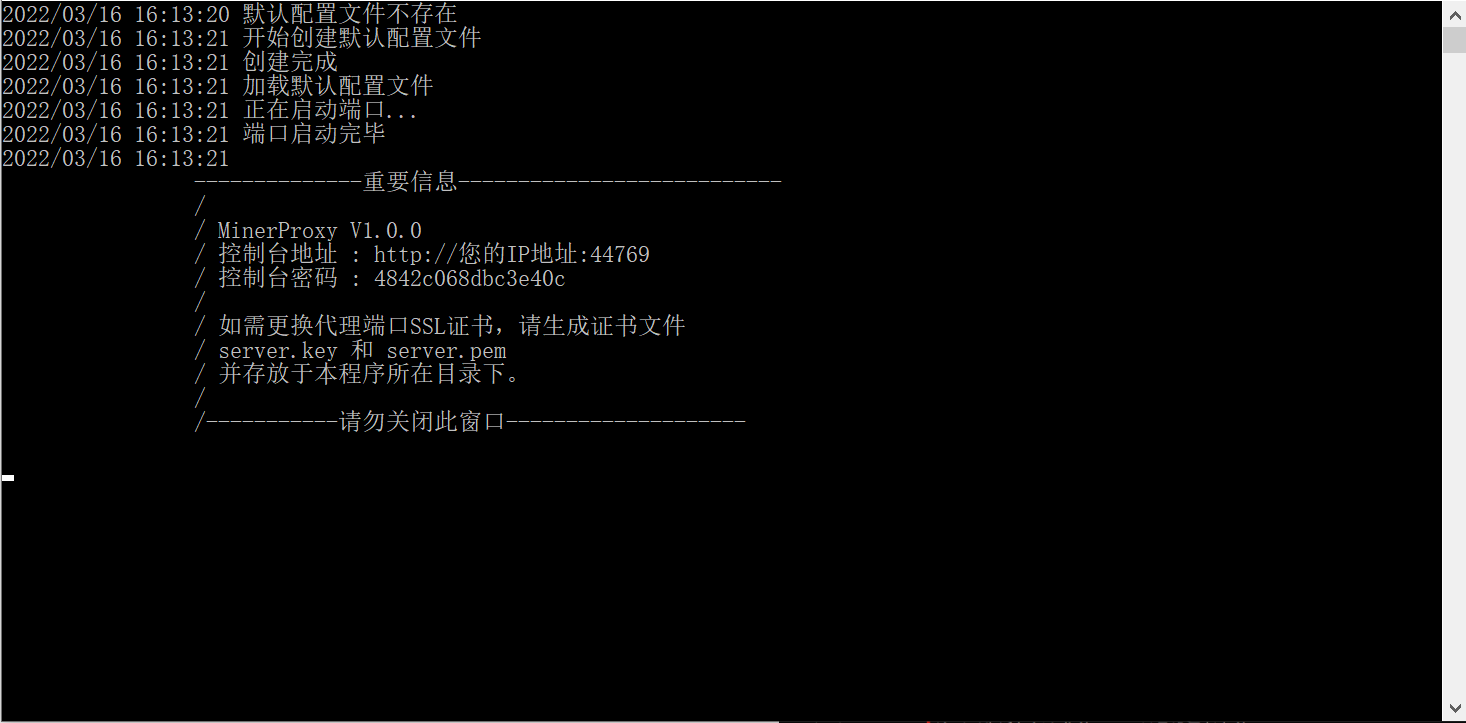 2022/03/16 16:13:20 默认配置文件不存在
2022/03/16 16:13:21 开始创建默认配置文件
2022/03/16 16:13:21 创建完成
2022/03/16 16:13:21 加载默认配置文件
2022/03/16 16:13:21 正在启动端口...
2022/03/16 16:13:21 端口启动完毕
2022/03/16 16:13:21
--------------重要信息---------------------------
/
/ MinerProxy V1.0.0
/ 控制台地址 : http://您的IP地址:44769
/ 控制台密码 : 4842c068dbc3e40c
/
/ 如需更换代理端口SSL证书，请生成证书文件
/ server.key 和 server.pem
/ 并存放于本程序所在目录下。
/
/-----------请勿关闭此窗口--------------------